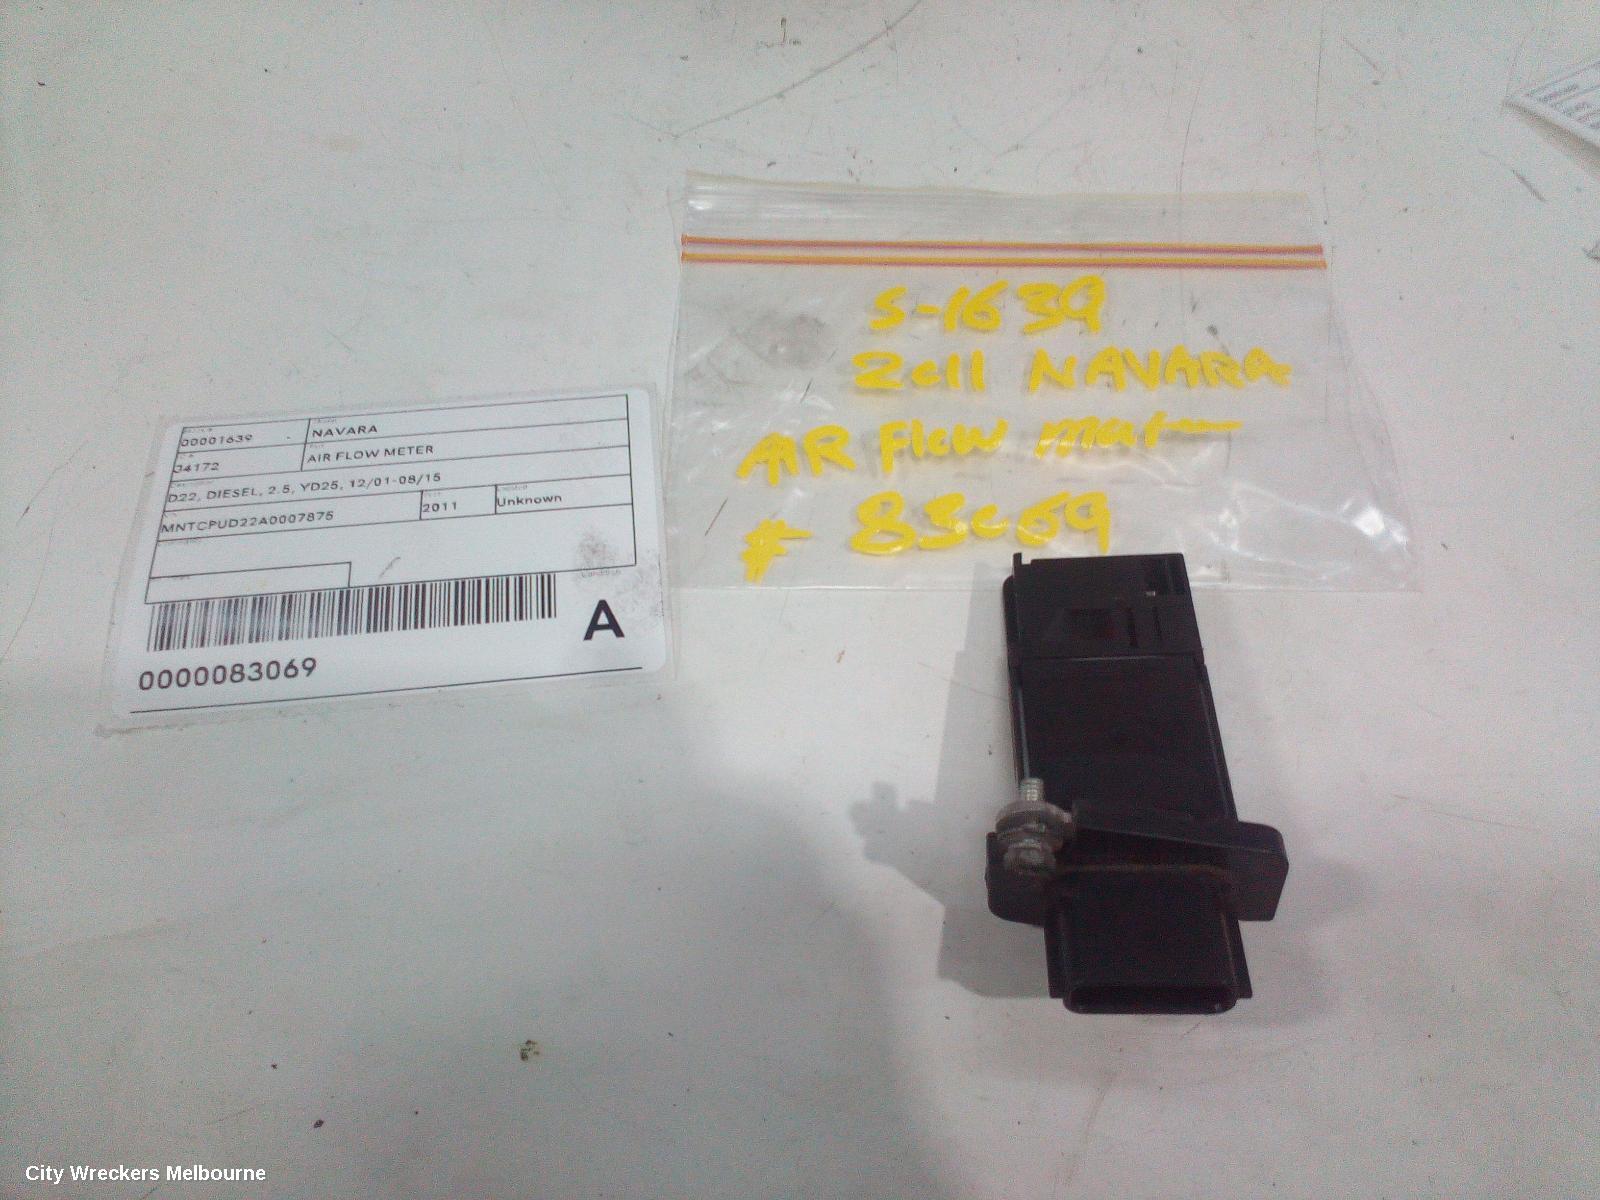 S-1639
2011 NAVARA
AIR Flow meter
# 83069
00001639 NAVARA
34172 AIR FLOW METER
D22, DIESEL, 2.5, YD25, 12/01-08/15
MNTCPUD22A0007875 2011 Unknown
A
0000083069
City Wreckers Melbourne